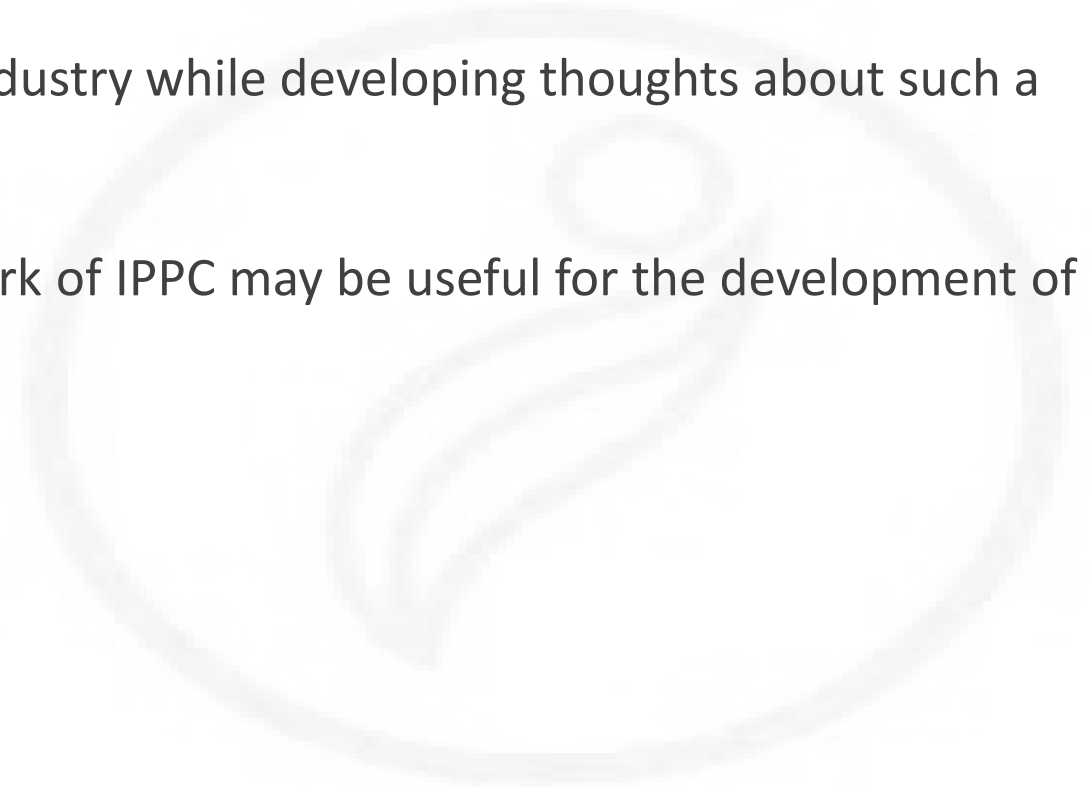 dustry while developing thoughts about such a
rk of IPPC may be useful for the development of